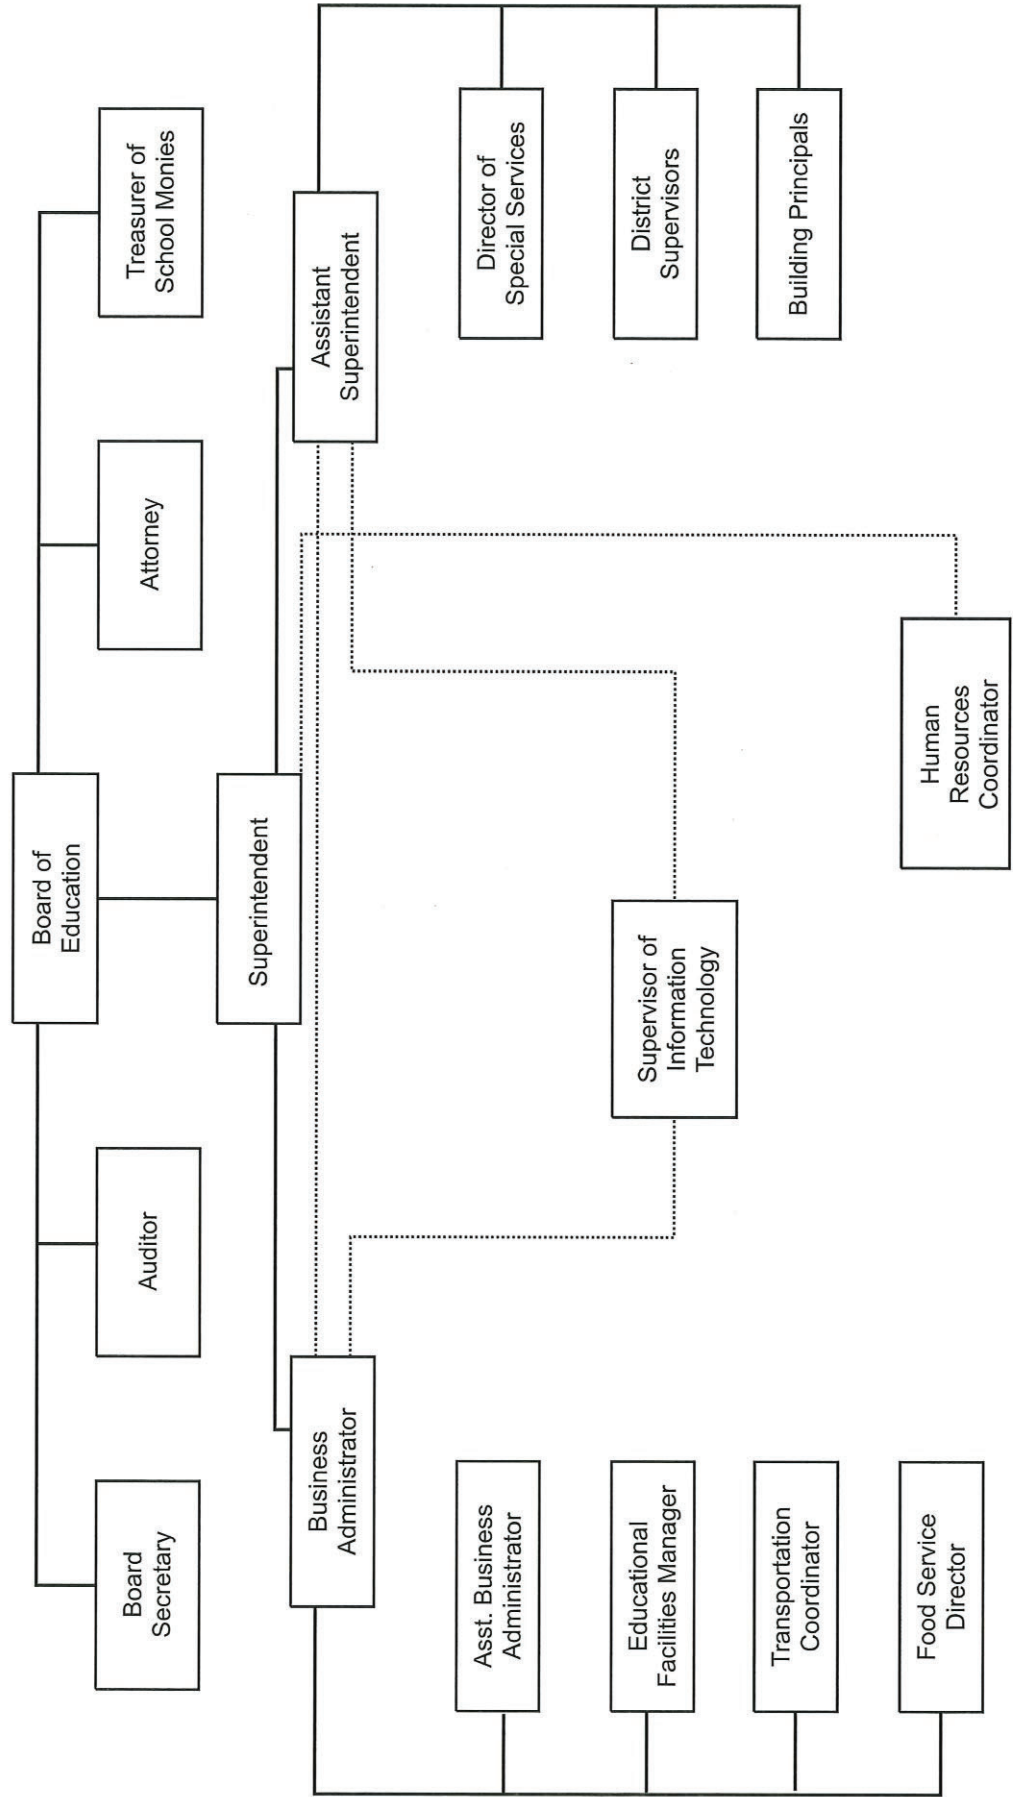 Board of
Education
Board
Secretary
Auditor
Attorney
Treasurer of
School Monies
Superintendent
Business
Administrator
Assistant
Superintendent
Asst. Business
Administrator
Educational
Facilities Manager
Transportation
Coordinator
Food Service
Director
Supervisor of
Information
Technology
Human
Resources
Coordinator
Director of
Special Services
District
Supervisors
Building Principals